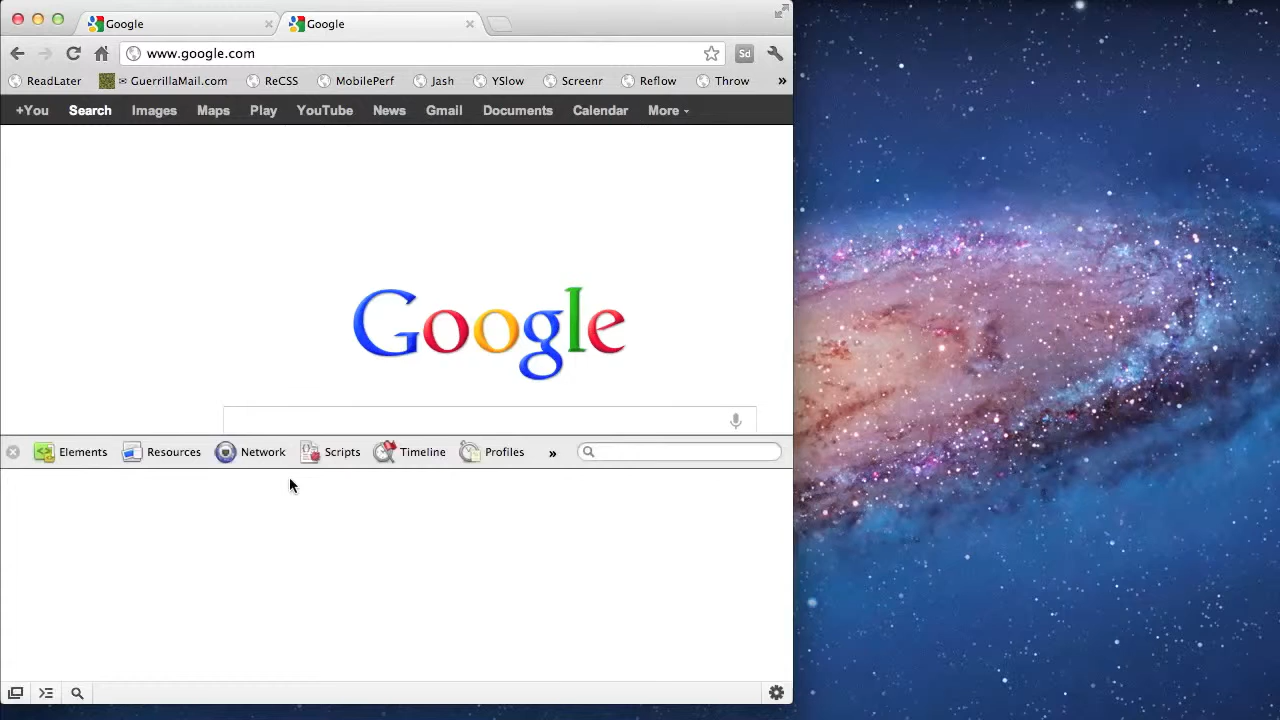 Google
Google
www.google.com
Sd
ReadLater GuerrillaMail.com ReCSS MobilePerf Jash YSlow Screenr Reflow Throw »
+You Search Images Maps Play YouTube News Gmail Documents Calendar More
Google
Elements Resources Network Scripts Timeline Profiles »